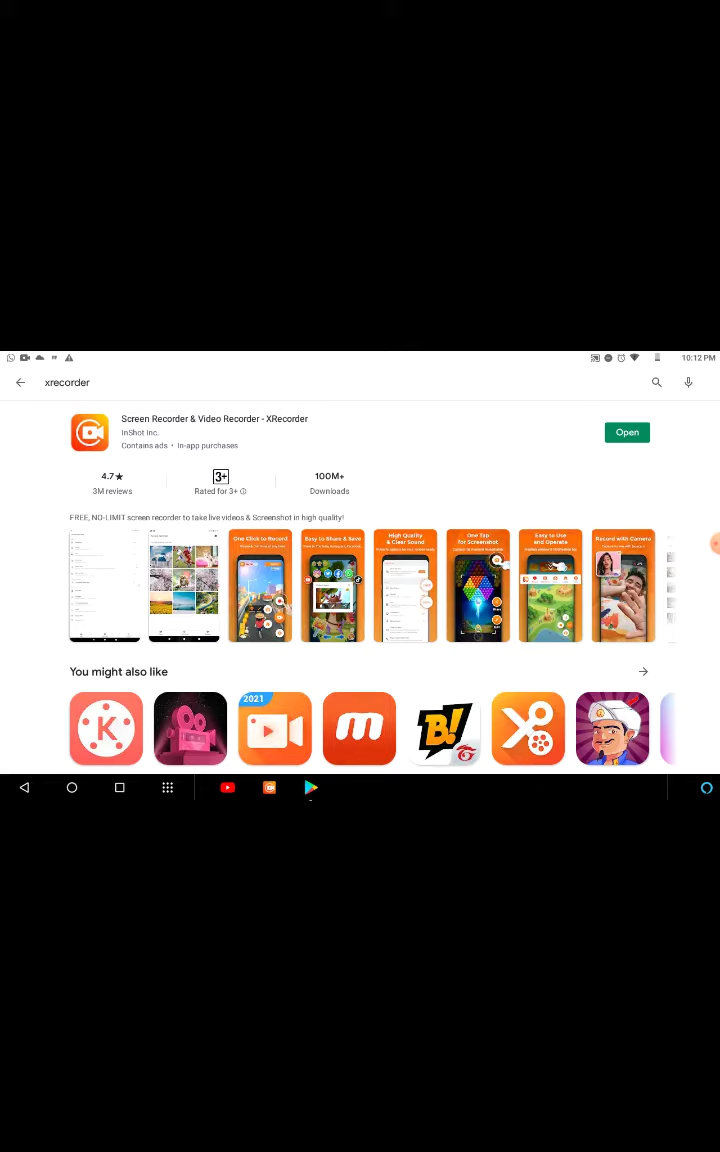 10:12 PM
xrecorder
Screen Recorder & Video Recorder - XRecorder
InShot Inc.
Contains ads • In-app purchases
Open
4.7★
3M reviews
3+
Rated for 3+
100M+
Downloads
FREE, NO-LIMIT screen recorder to take live videos & Screenshot in high quality!
One Click to Record
Easy to Share & Save
High Quality
& Clear Sound
One Tap
for Screenshot
Easy to Use
and Operate
Record with Camera
You might also like
K
2021
m
B!